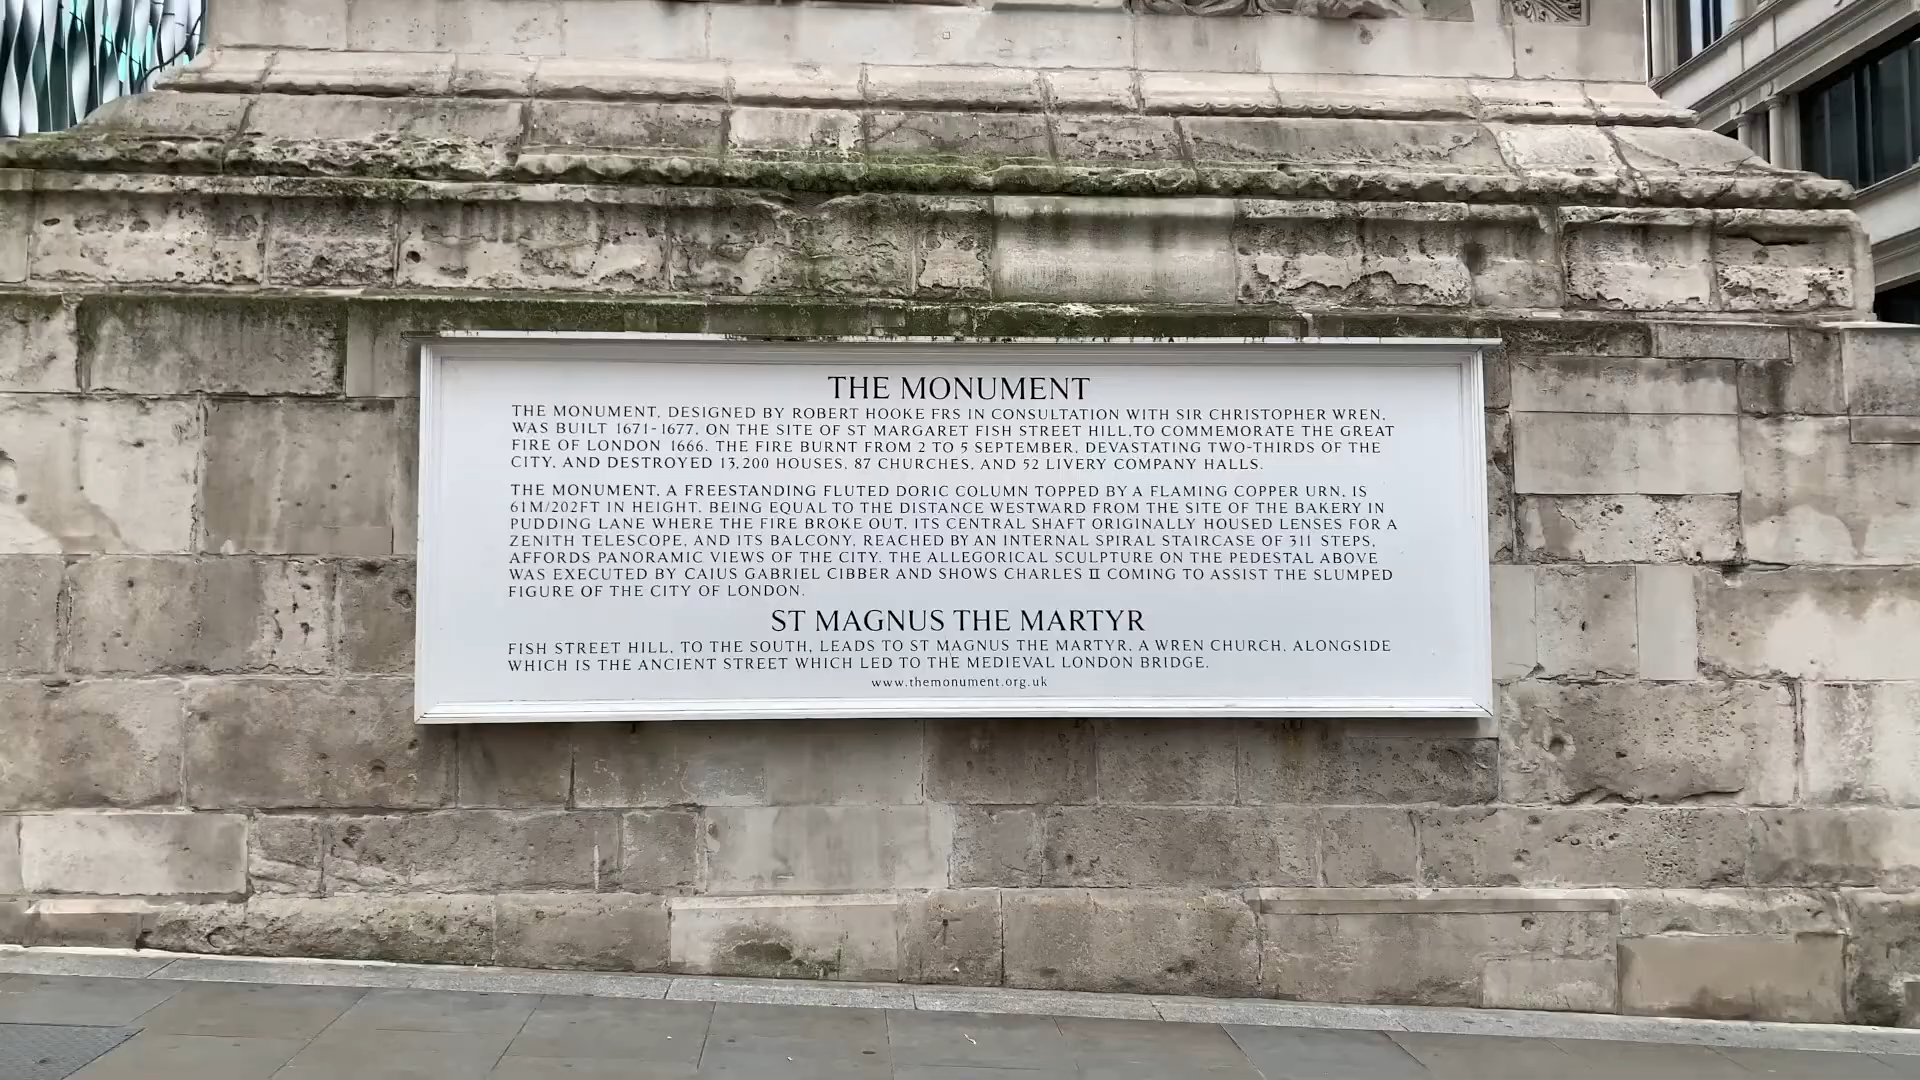 THE MONUMENT
THE MONUMENT, DESIGNED BY ROBERT HOOKE FRS IN CONSULTATION WITH SIR CHRISTOPHER WREN,
WAS BUILT 1671-1677, ON THE SITE OF ST MARGARET FISH STREET HILL, TO COMMEMORATE THE GREAT
FIRE OF LONDON 1666. THE FIRE BURNT FROM 2 TO 5 SEPTEMBER, DEVASTATING TWO-THIRDS OF THE
CITY, AND DESTROYED 13,200 HOUSES, 87 CHURCHES, AND 52 LIVERY COMPANY HALLS.
THE MONUMENT, A FREESTANDING FLUTED DORIC COLUMN TOPPED BY A FLAMING COPPER URN, IS
61M/202FT IN HEIGHT, BEING EQUAL TO THE DISTANCE WESTWARD FROM THE SITE OF THE BAKERY IN
PUDDING LANE WHERE THE FIRE BROKE OUT. ITS CENTRAL SHAFT ORIGINALLY HOUSED LENSES FOR A
ZENITH TELESCOPE, AND ITS BALCONY, REACHED BY AN INTERNAL SPIRAL STAIRCASE OF 311 STEPS,
AFFORDS PANORAMIC VIEWS OF THE CITY. THE ALLEGORICAL SCULPTURE ON THE PEDESTAL ABOVE
WAS EXECUTED BY CAIUS GABRIEL CIBBER AND SHOWS CHARLES II COMING TO ASSIST THE SLUMPED
FIGURE OF THE CITY OF LONDON.
ST MAGNUS THE MARTYR
FISH STREET HILL, TO THE SOUTH, LEADS TO ST MAGNUS THE MARTYR, A WREN CHURCH, ALONGSIDE
WHICH IS THE ANCIENT STREET WHICH LED TO THE MEDIEVAL LONDON BRIDGE.
www.themonument.org.uk